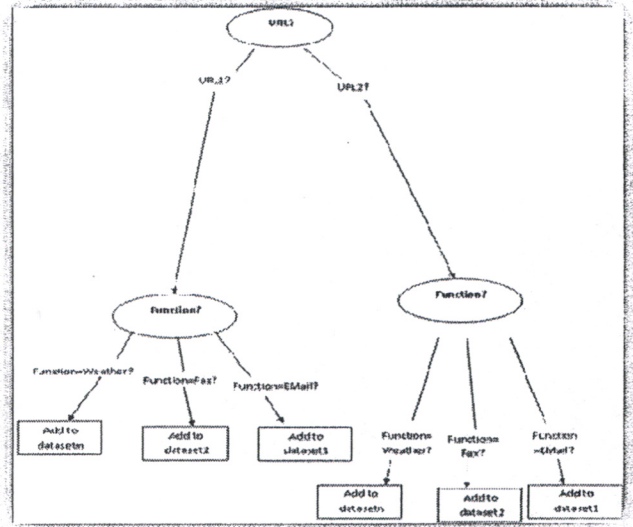 URL?
URL1?
URL2?
Function?
Function?
Function=Weather?
Function=Fax?
Function=EMail?
Add to
datasetn
Add to
dataset2
Add to
dataset1
Function=
Weather?
Function=
Fax?
Function
=EMail?
Add to
datasetn
Add to
dataset2
Add to
dataset1